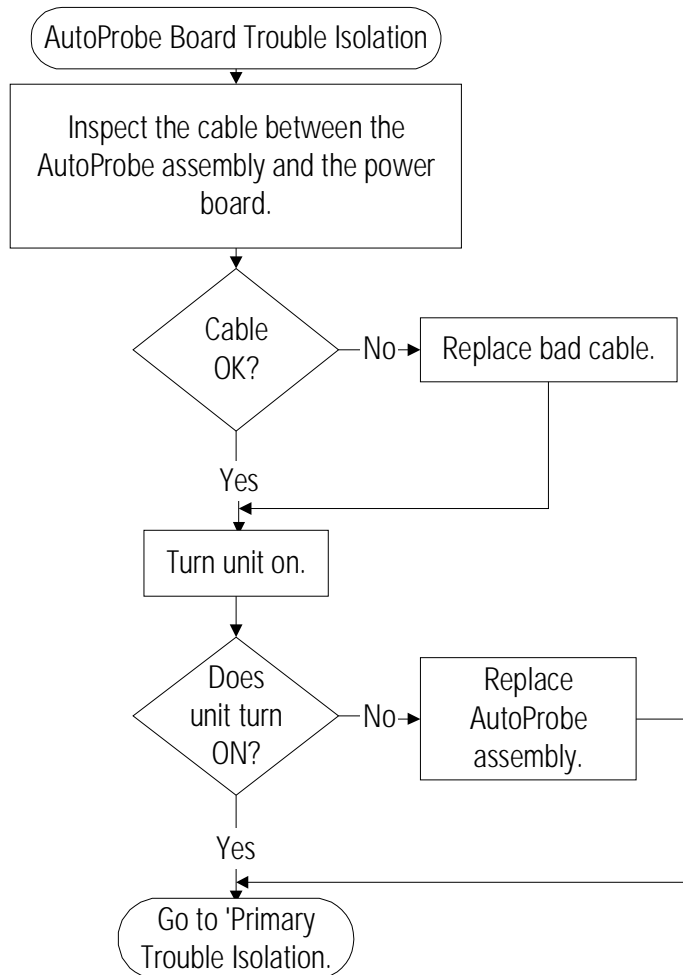 AutoProbe Board Trouble Isolation
Inspect the cable between the
AutoProbe assembly and the power
board.
Cable
OK?
No
Replace bad cable.
Yes
Turn unit on.
Does
unit turn
ON?
No
Replace
AutoProbe
assembly.
Yes
Go to 'Primary
Trouble Isolation.